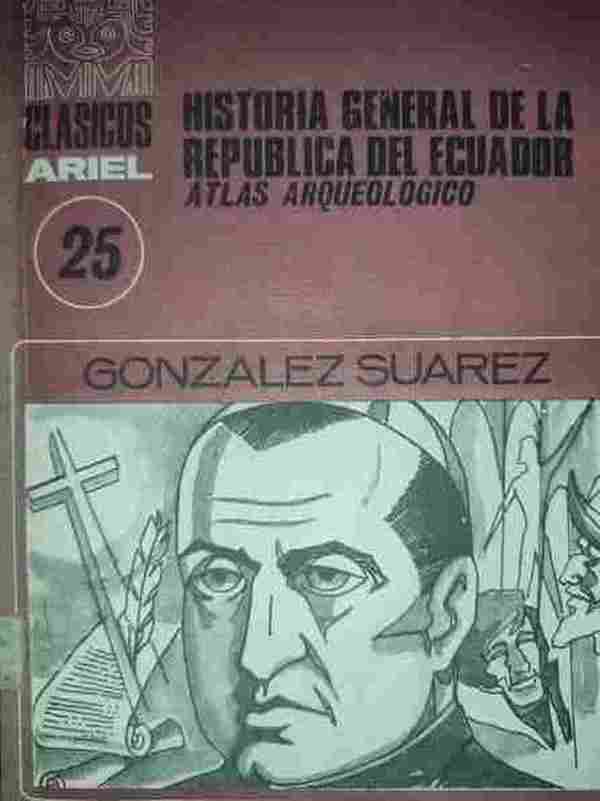 CLASICOS
ARIEL
25
HISTORIA GENERAL DE LA
REPUBLICA DEL ECUADOR
ATLAS ARQUEOLOGICO
GONZALEZ SUAREZ